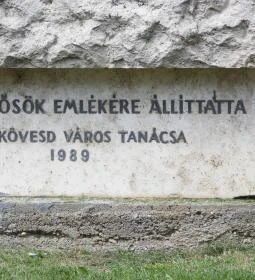 ŐSÖK EMLÉKÉRE ÁLLÍTTATTA
KÖVESD VÁROS TANÁCSA
1989